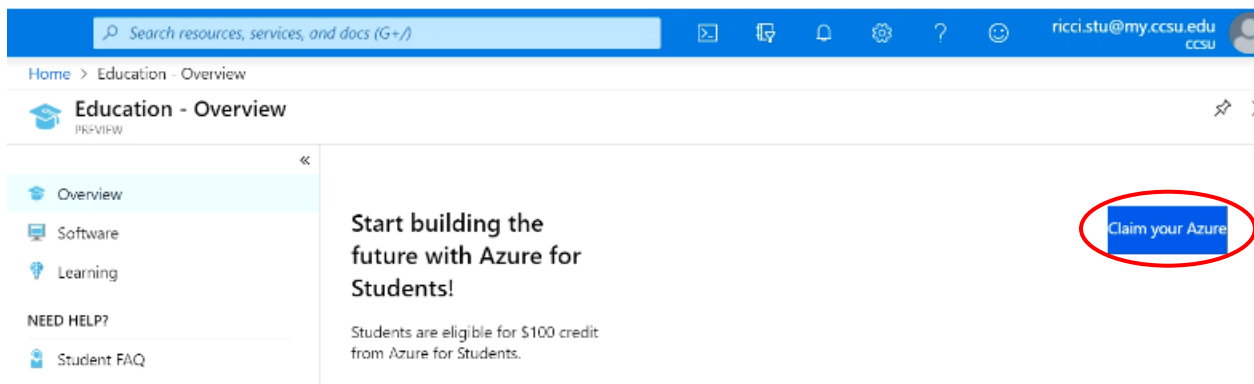 Search resources, services, and docs (G+/)
ricci.stu@my.ccsu.edu
CCSU
Home > Education - Overview
Education - Overview
PREVIEW
«
Overview
Software
Learning
NEED HELP?
Student FAQ
Start building the
future with Azure for
Students!
Students are eligible for $100 credit
from Azure for Students.
Claim your Azure